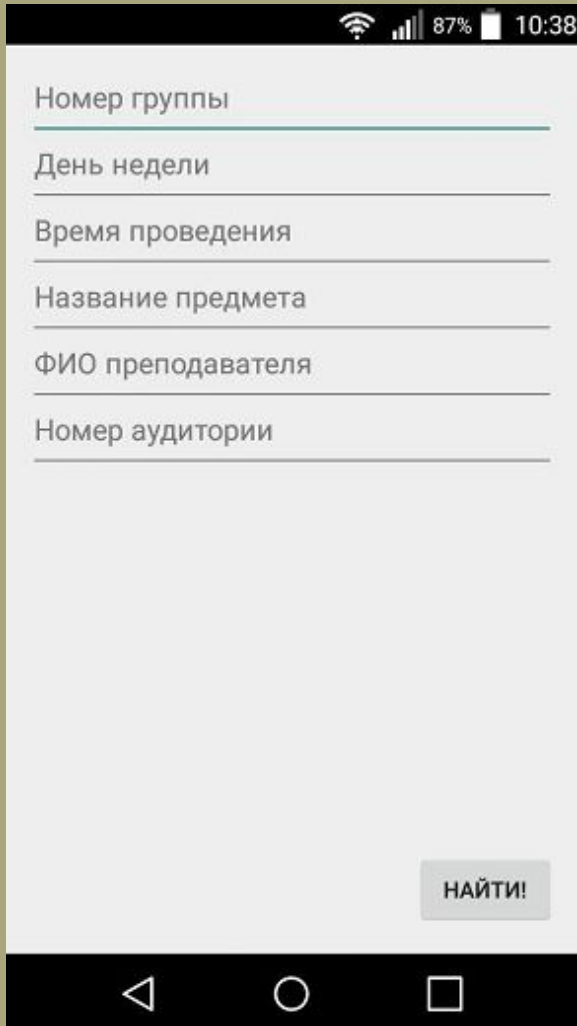 87% 10:38
Номер группы
День недели
Время проведения
Название предмета
ФИО преподавателя
Номер аудитории
НАЙТИ!